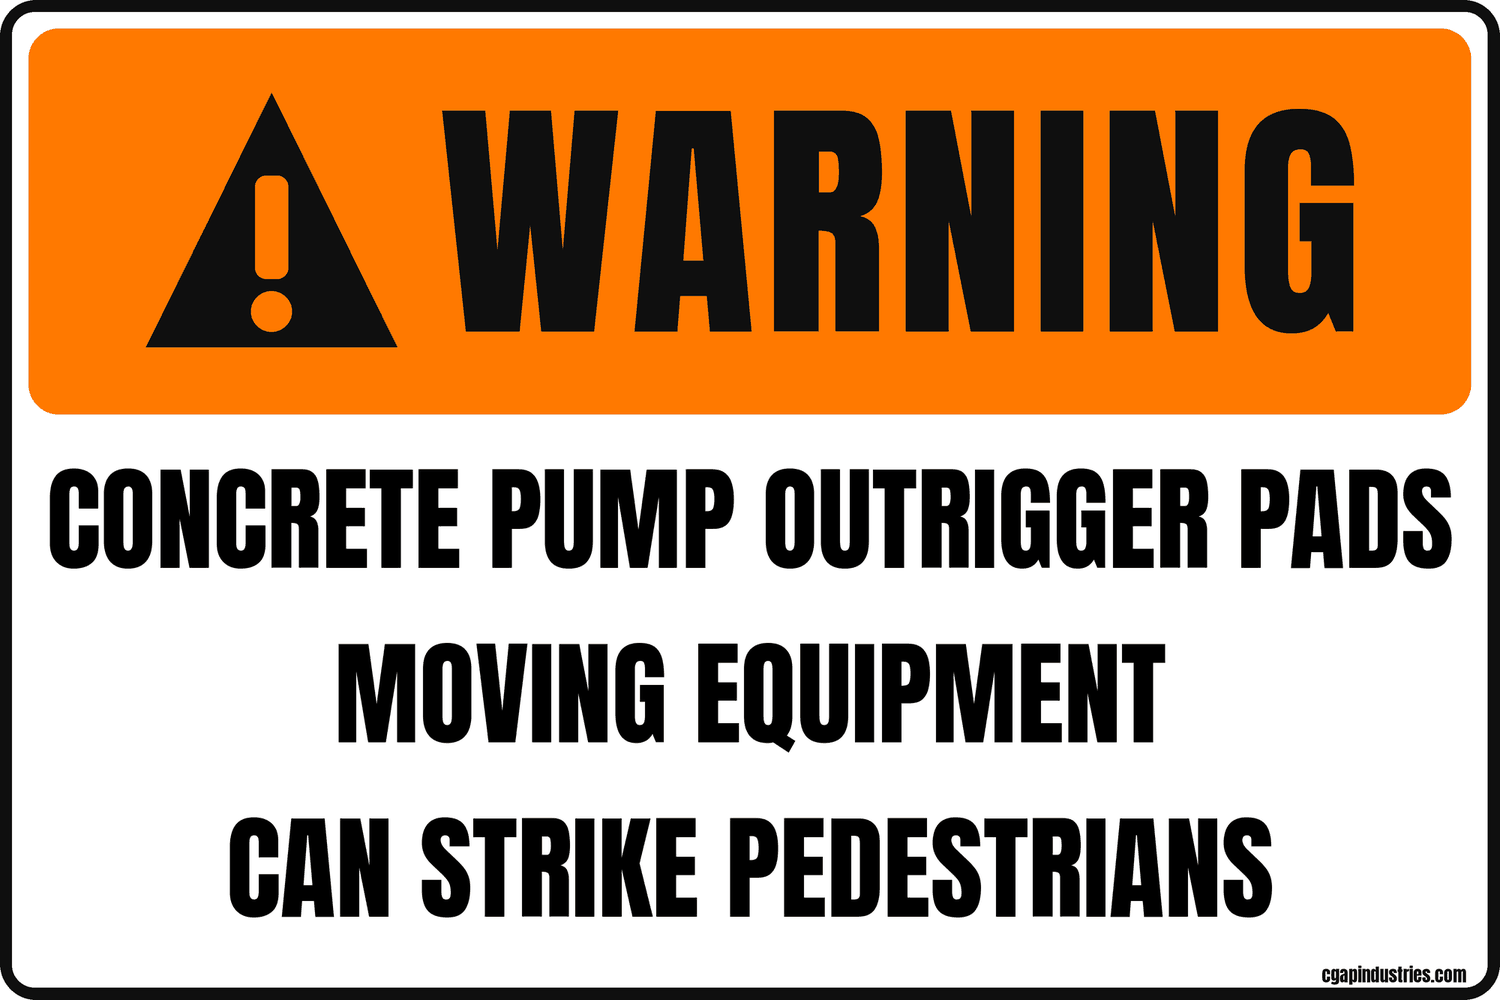 WARNING
CONCRETE PUMP OUTRIGGER PADS
MOVING EQUIPMENT
CAN STRIKE PEDESTRIANS
cgapindustries.com